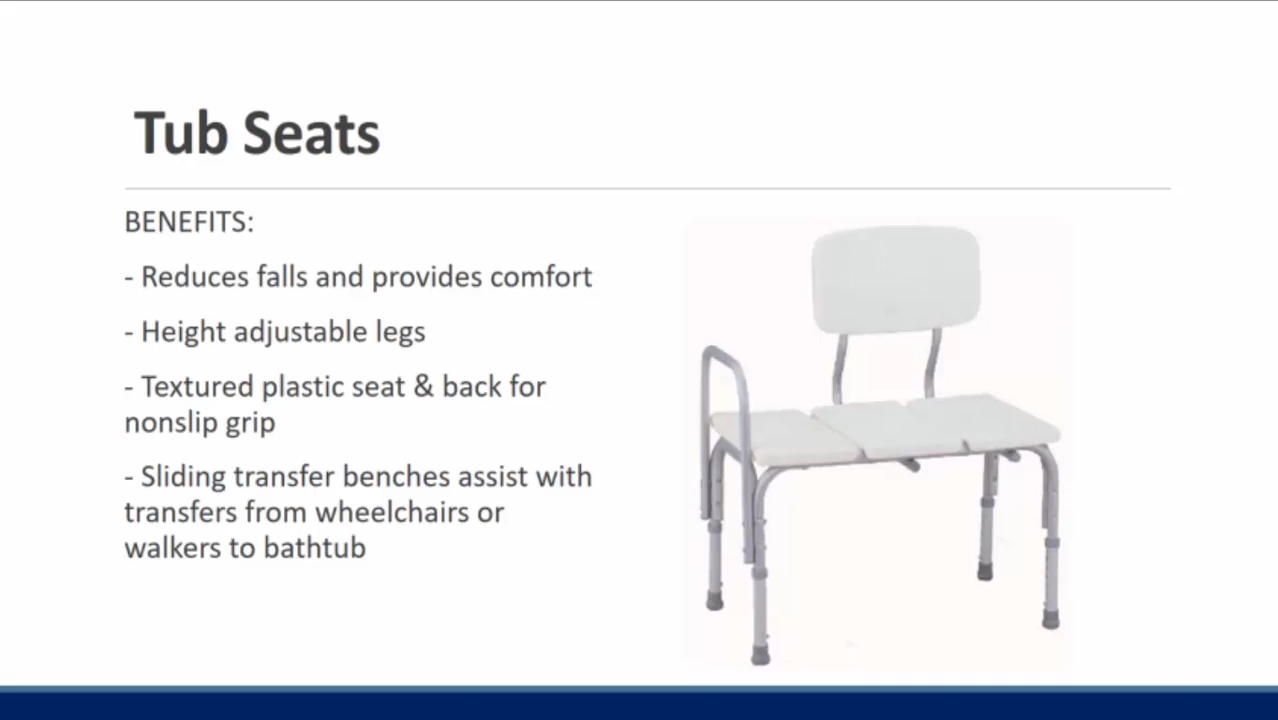 Tub Seats
BENEFITS:
- Reduces falls and provides comfort
- Height adjustable legs
- Textured plastic seat & back for
nonslip grip
- Sliding transfer benches assist with
transfers from wheelchairs or
walkers to bathtub